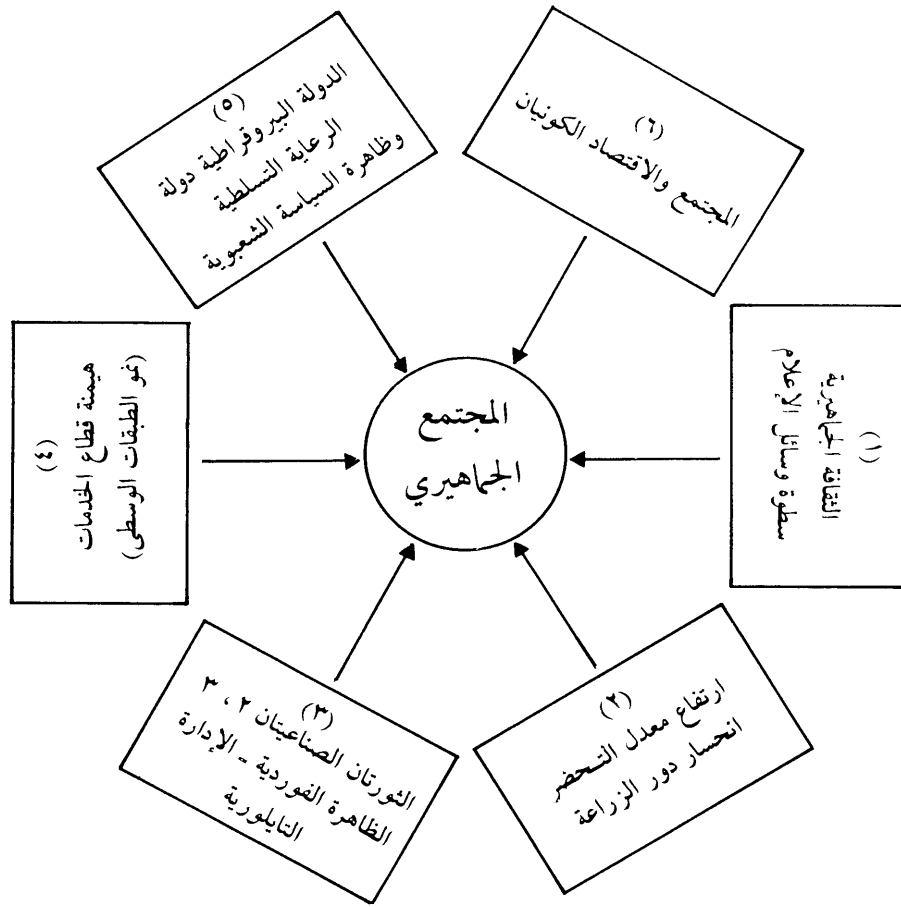 المجتمع
الجماهيري
(١)
الثقافة الجماهيرية
سطوة وسائل الإعلام
(٢)
ارتفاع معدل التحضر
انحسار دور الزراعة
(٣)
الثورتان الصناعيتان ٢ ، ٣
الظاهرة الفوردية - الإدارة
التايلورية
(٤)
هيمنة قطاع الخدمات
(نمو الطبقات الوسطى)
(٥)
الدولة البيروقراطية دولة
الرعاية التسلطية
وظاهرة السياسة الشعبوية
(٦)
المجتمع والاقتصاد الكونيان